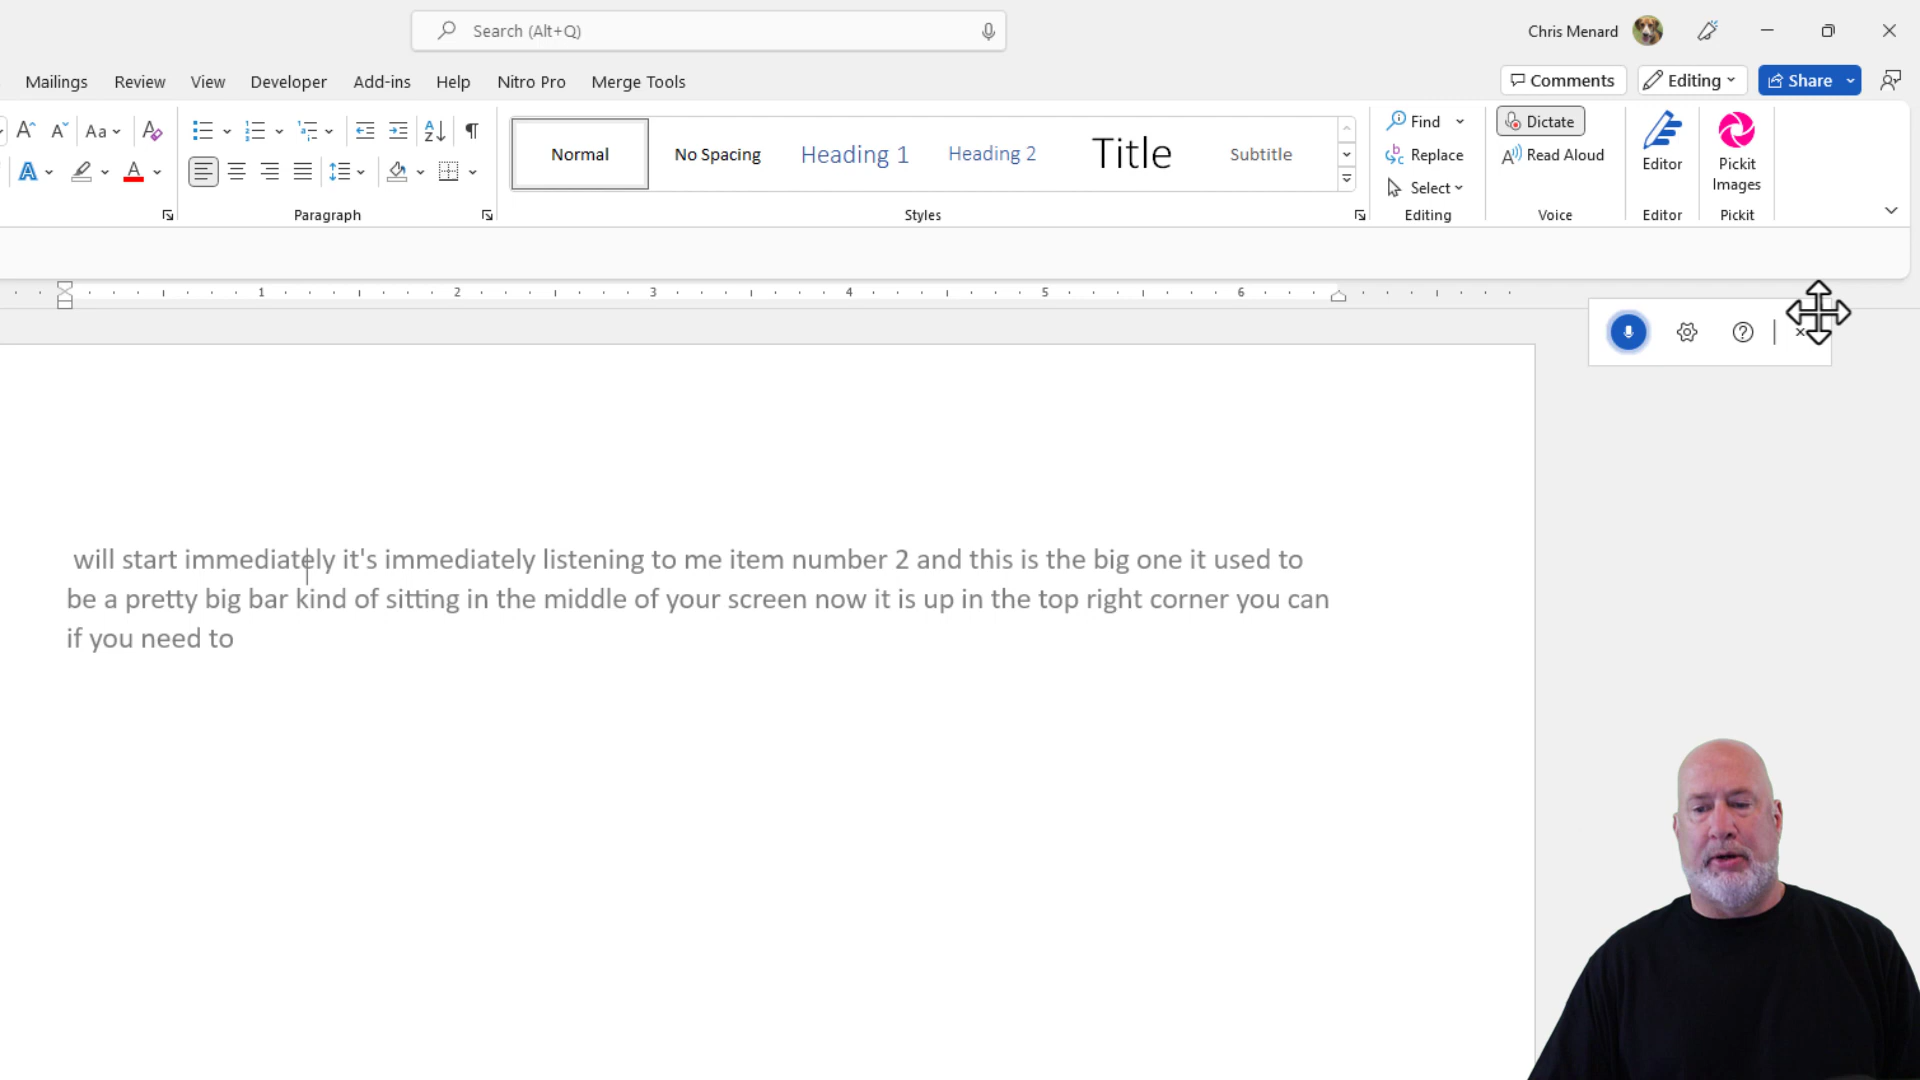 Search (Alt+Q)
Chris Menard
Mailings Review View Developer Add-ins Help Nitro Pro Merge Tools
Comments Editing Share
Aa
Normal No Spacing Heading 1 Heading 2 Title Subtitle
Find
Replace
Select
Dictate
Read Aloud
Editor
Pickit
Images
Paragraph Styles Editing Voice Editor Pickit
1 2 3 4 5 6
will start immediately it's immediately listening to me item number 2 and this is the big one it used to
be a pretty big bar kind of sitting in the middle of your screen now it is up in the top right corner you can
if you need to